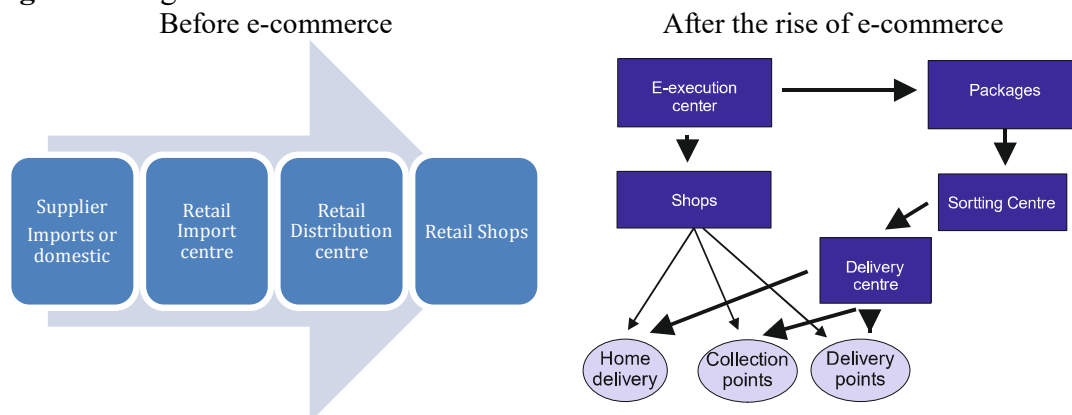 Before e-commerce
After the rise of e-commerce
Supplier
Imports or
domestic
Retail
Import
centre
Retail
Distribution
centre
Retail Shops
E-execution
center
Packages
Shops
Sortting Centre
Delivery
centre
Home
delivery
Collection
points
Delivery
points